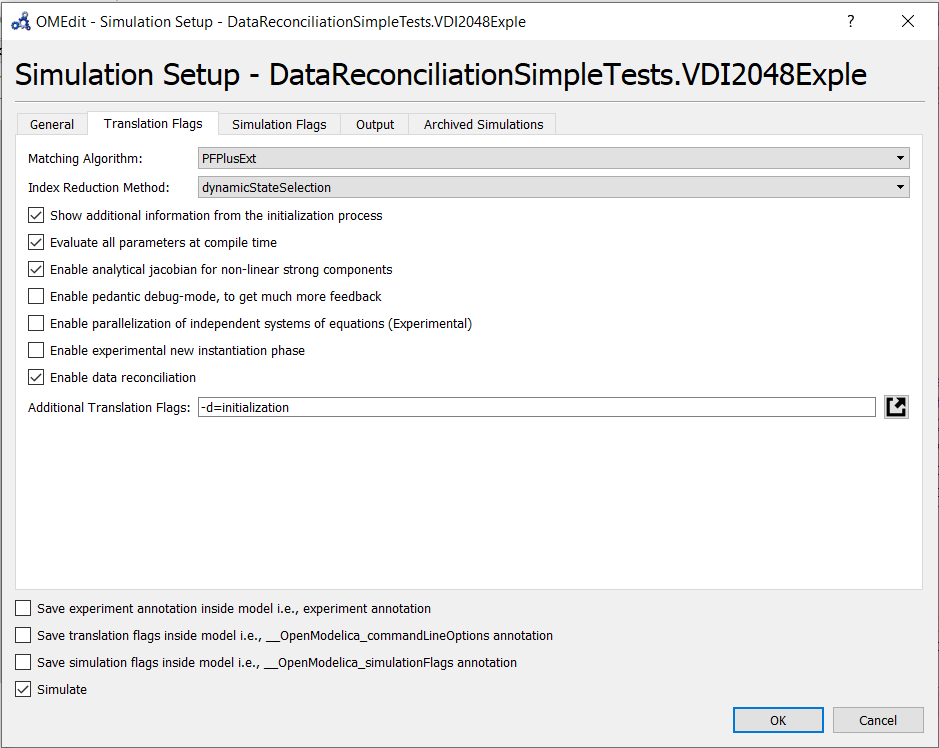 OMEdit - Simulation Setup - DataReconciliationSimpleTests.VDI2048Exple
?
Simulation Setup - DataReconciliationSimpleTests.VDI2048Exple
General Translation Flags Simulation Flags Output Archived Simulations
Matching Algorithm: PFPlusExt
Index Reduction Method: dynamicStateSelection
Show additional information from the initialization process
Evaluate all parameters at compile time
Enable analytical jacobian for non-linear strong components
Enable pedantic debug-mode, to get much more feedback
Enable parallelization of independent systems of equations (Experimental)
Enable experimental new instantiation phase
Enable data reconciliation
Additional Translation Flags: -d=initialization
Save experiment annotation inside model i.e., experiment annotation
Save translation flags inside model i.e., __OpenModelica_commandLineOptions annotation
Save simulation flags inside model i.e., __OpenModelica_simulationFlags annotation
Simulate
OK Cancel